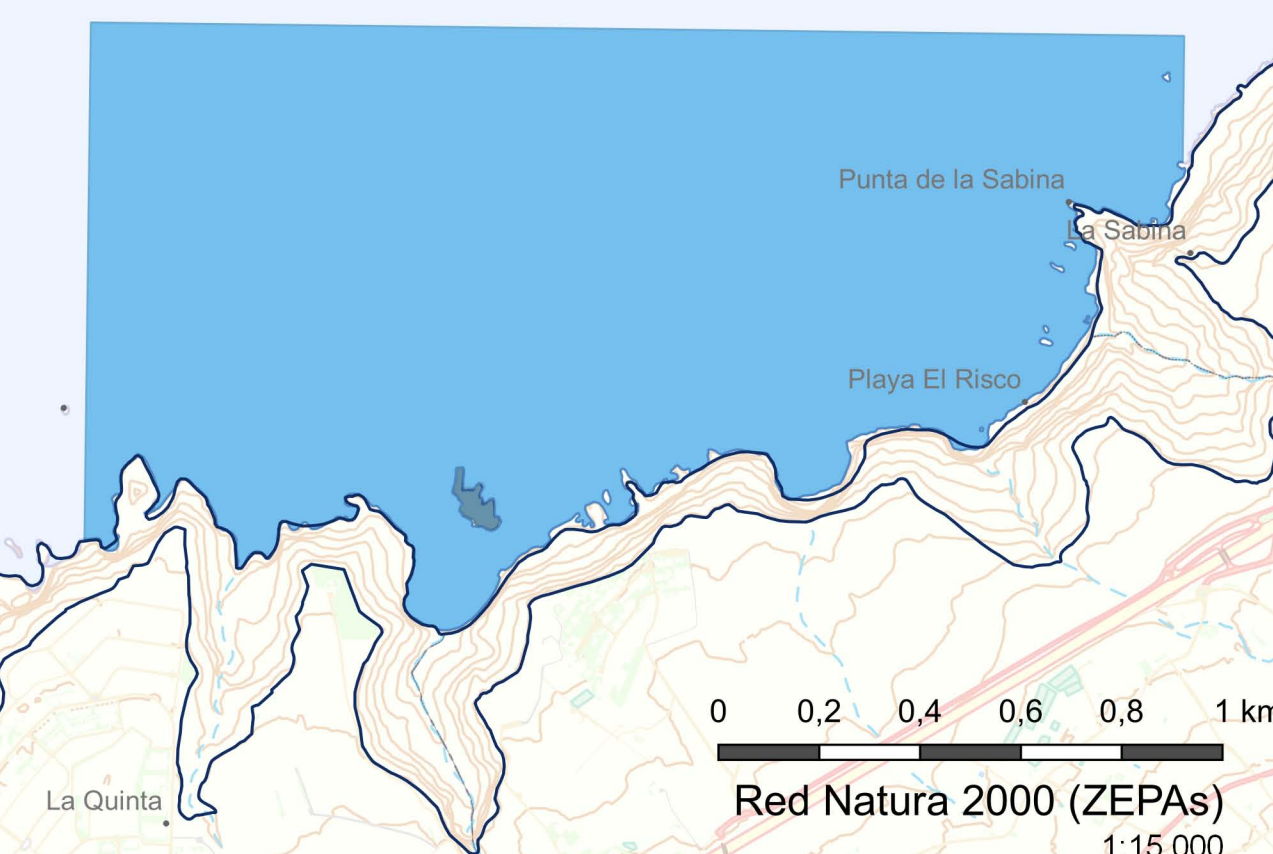 Punta de la Sabina
La Sabina
Playa El Risco
0 0,2 0,4 0,6 0,8 1 km
La Quinta
Red Natura 2000 (ZEPAs)
1:15.000